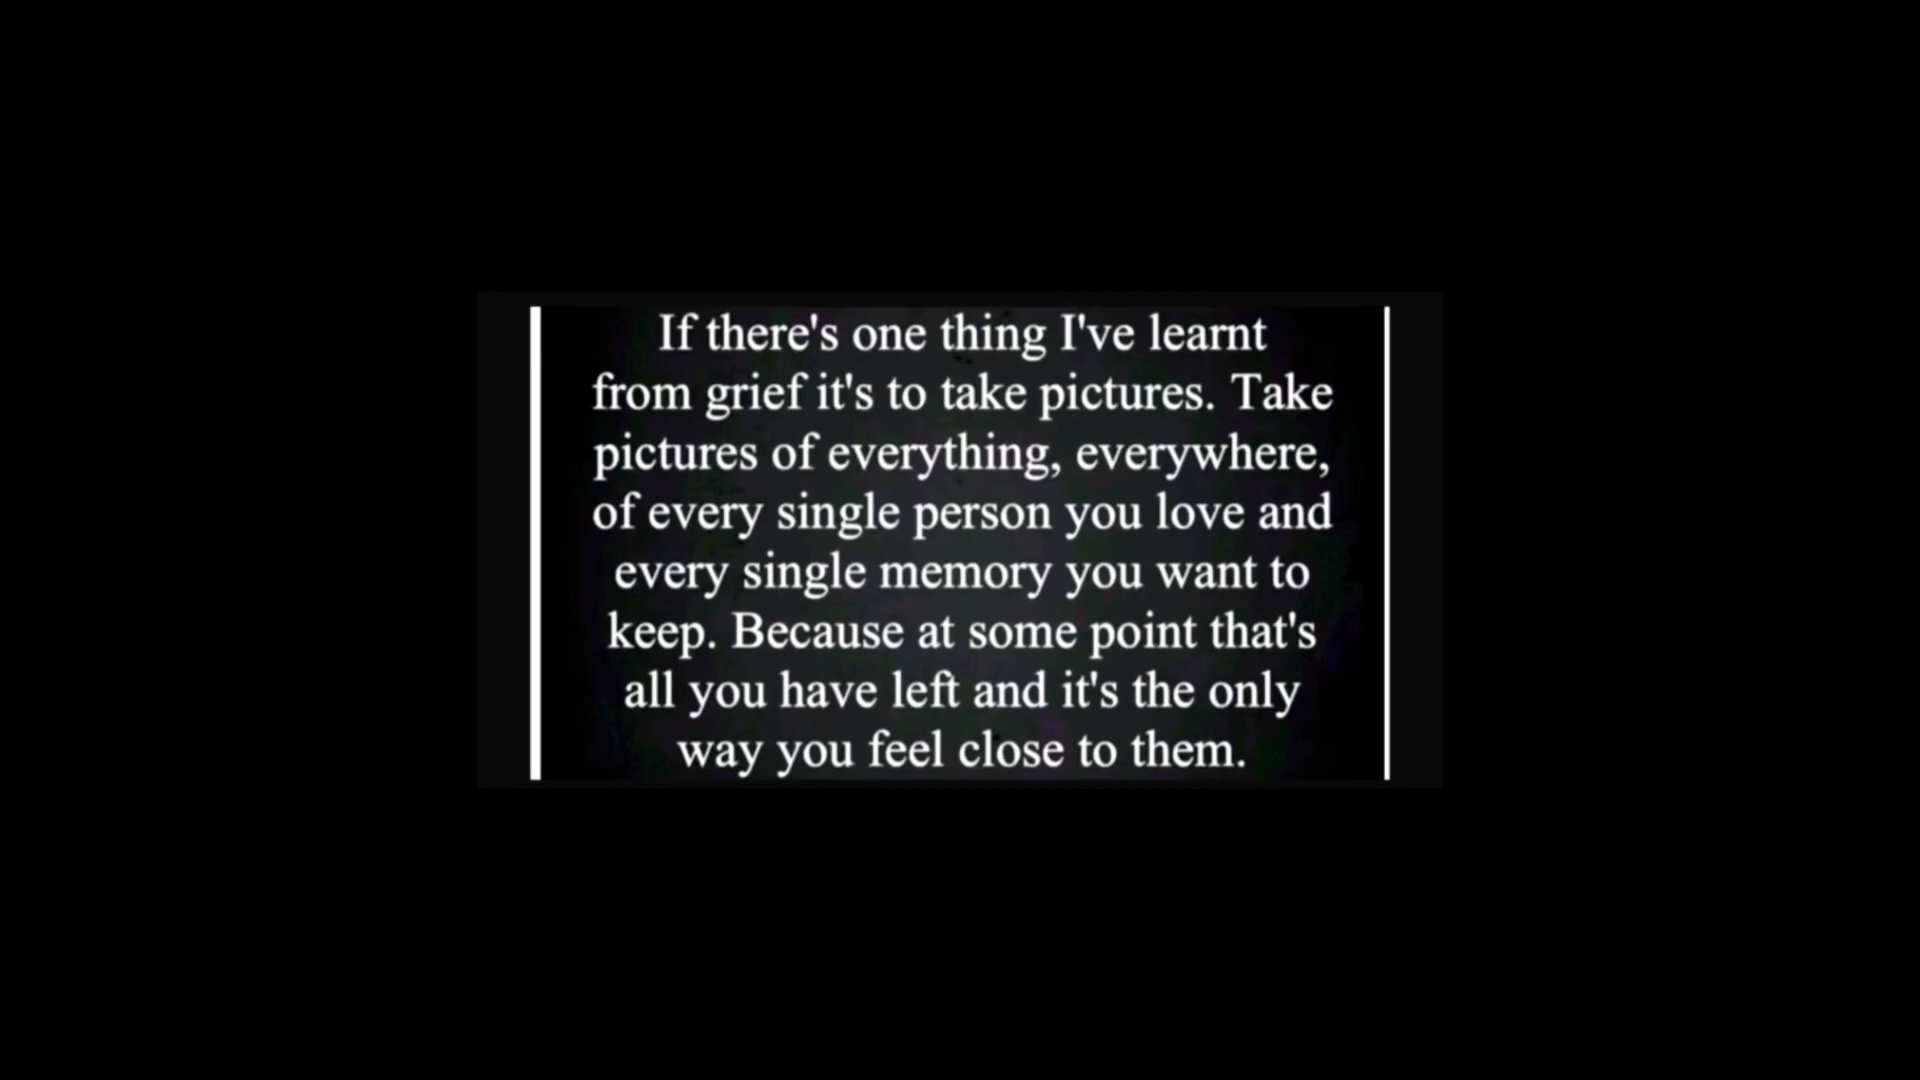 If there's one thing I've learnt
from grief it's to take pictures. Take
pictures of everything, everywhere,
of every single person you love and
every single memory you want to
keep. Because at some point that's
all you have left and it's the only
way you feel close to them.